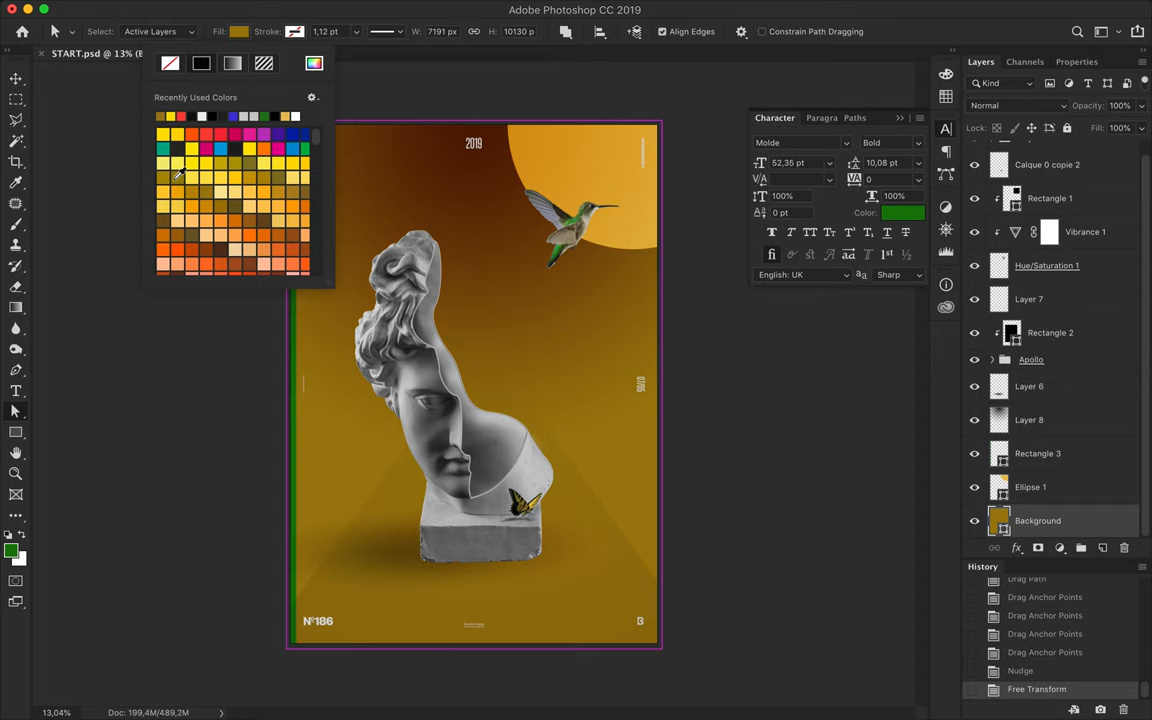 Adobe Photoshop CC 2019
Select: Active Layers Fill: Stroke: 1,12 pt W: 7191 px H: 10130 p Align Edges Constrain Path Dragging
START.psd @ 13% (B
Recently Used Colors
2019
07/05
Nº186
B
Character Paragra Paths
Molde Bold
52,35 pt 10,08 pt
0
100% 100%
0 pt Color:
English: UK Sharp
Layers Channels Properties
Kind
Normal Opacity: 100%
Lock: Fill: 100%
Calque 0 copie 2
Rectangle 1
Vibrance 1
Hue/Saturation 1
Layer 7
Rectangle 2
Apollo
Layer 6
Layer 8
Rectangle 3
Ellipse 1
Background
History
Drag Path
Drag Anchor Points
Drag Anchor Points
Drag Anchor Points
Drag Anchor Points
Nudge
Free Transform
13,04% Doc: 199,4M/489,2M